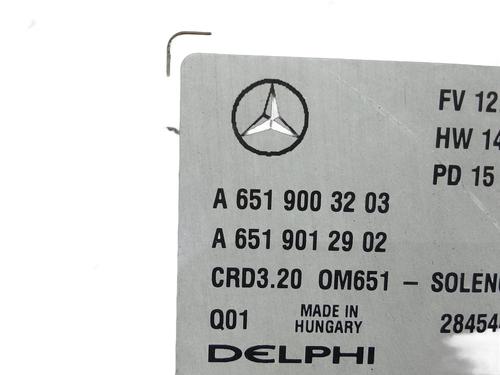 FV 12
HW 14
PD 15
A 651 900 32 03
A 651 901 29 02
CRD3.20 OM651 - SOLEN
Q01 MADE IN HUNGARY 28454
DELPHI